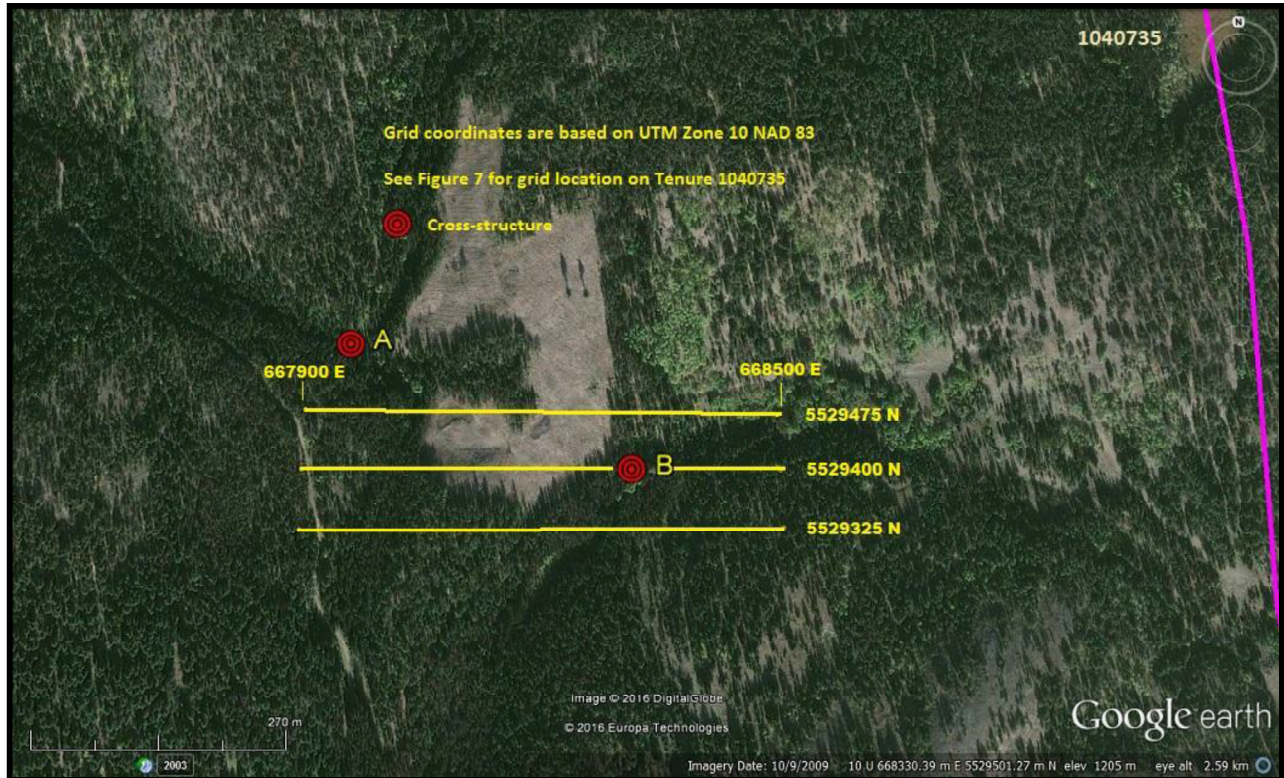 N
1040735
Grid coordinates are based on UTM Zone 10 NAD 83
See Figure 7 for grid location on Tenure 1040735
Cross-structure
A
667900 E
668500 E
5529475 N
B
5529400 N
5529325 N
Image © 2016 DigitalGlobe
© 2016 Europa Technologies
Google earth
270 m
2003
Imagery Date: 10/9/2009 10 U 668330.39 m E 5529501.27 m N elev 1205 m eye alt 2.59 km